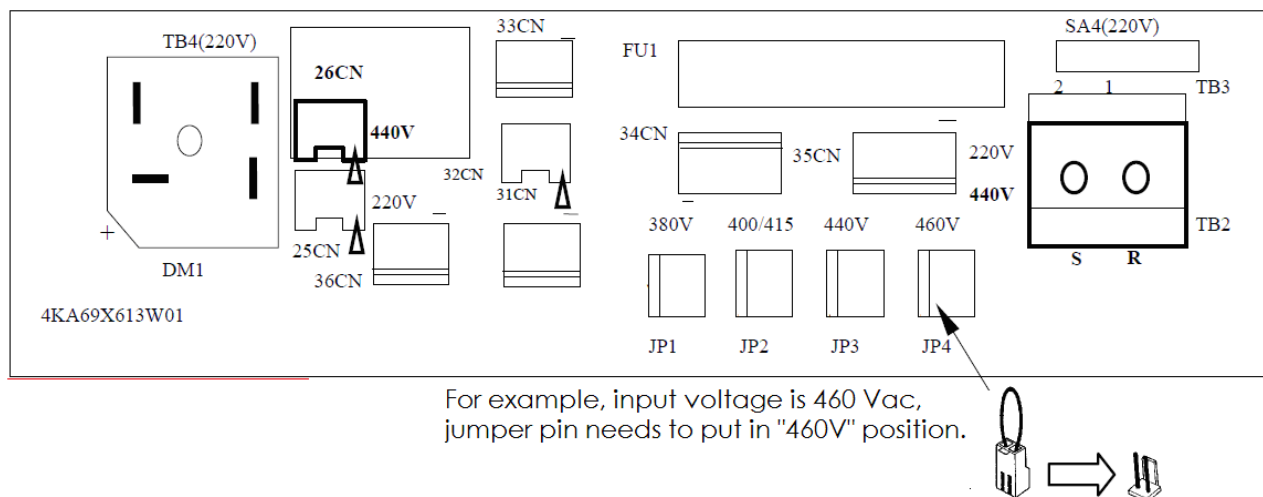 33CN
TB4(220V)
SA4(220V)
FU1
26CN
2 1
TB3
440V
34CN
35CN
220V
32CN
31CN
440V
220V
380V 400/415 440V 460V
TB2
+
25CN
S R
DM1
36CN
4KA69X613W01
JP1 JP2 JP3 JP4
For example, input voltage is 460 Vac,
jumper pin needs to put in "460V" position.